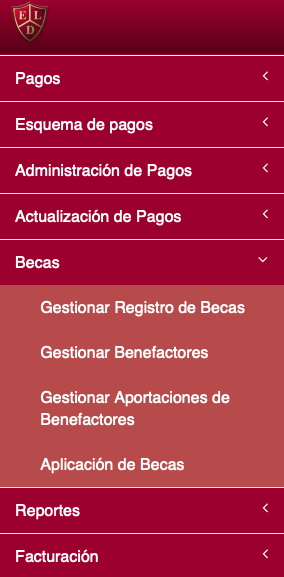 E L
D
Pagos
Esquema de pagos
Administración de Pagos
Actualización de Pagos
Becas
Gestionar Registro de Becas
Gestionar Benefactores
Gestionar Aportaciones de
Benefactores
Aplicación de Becas
Reportes
Facturación